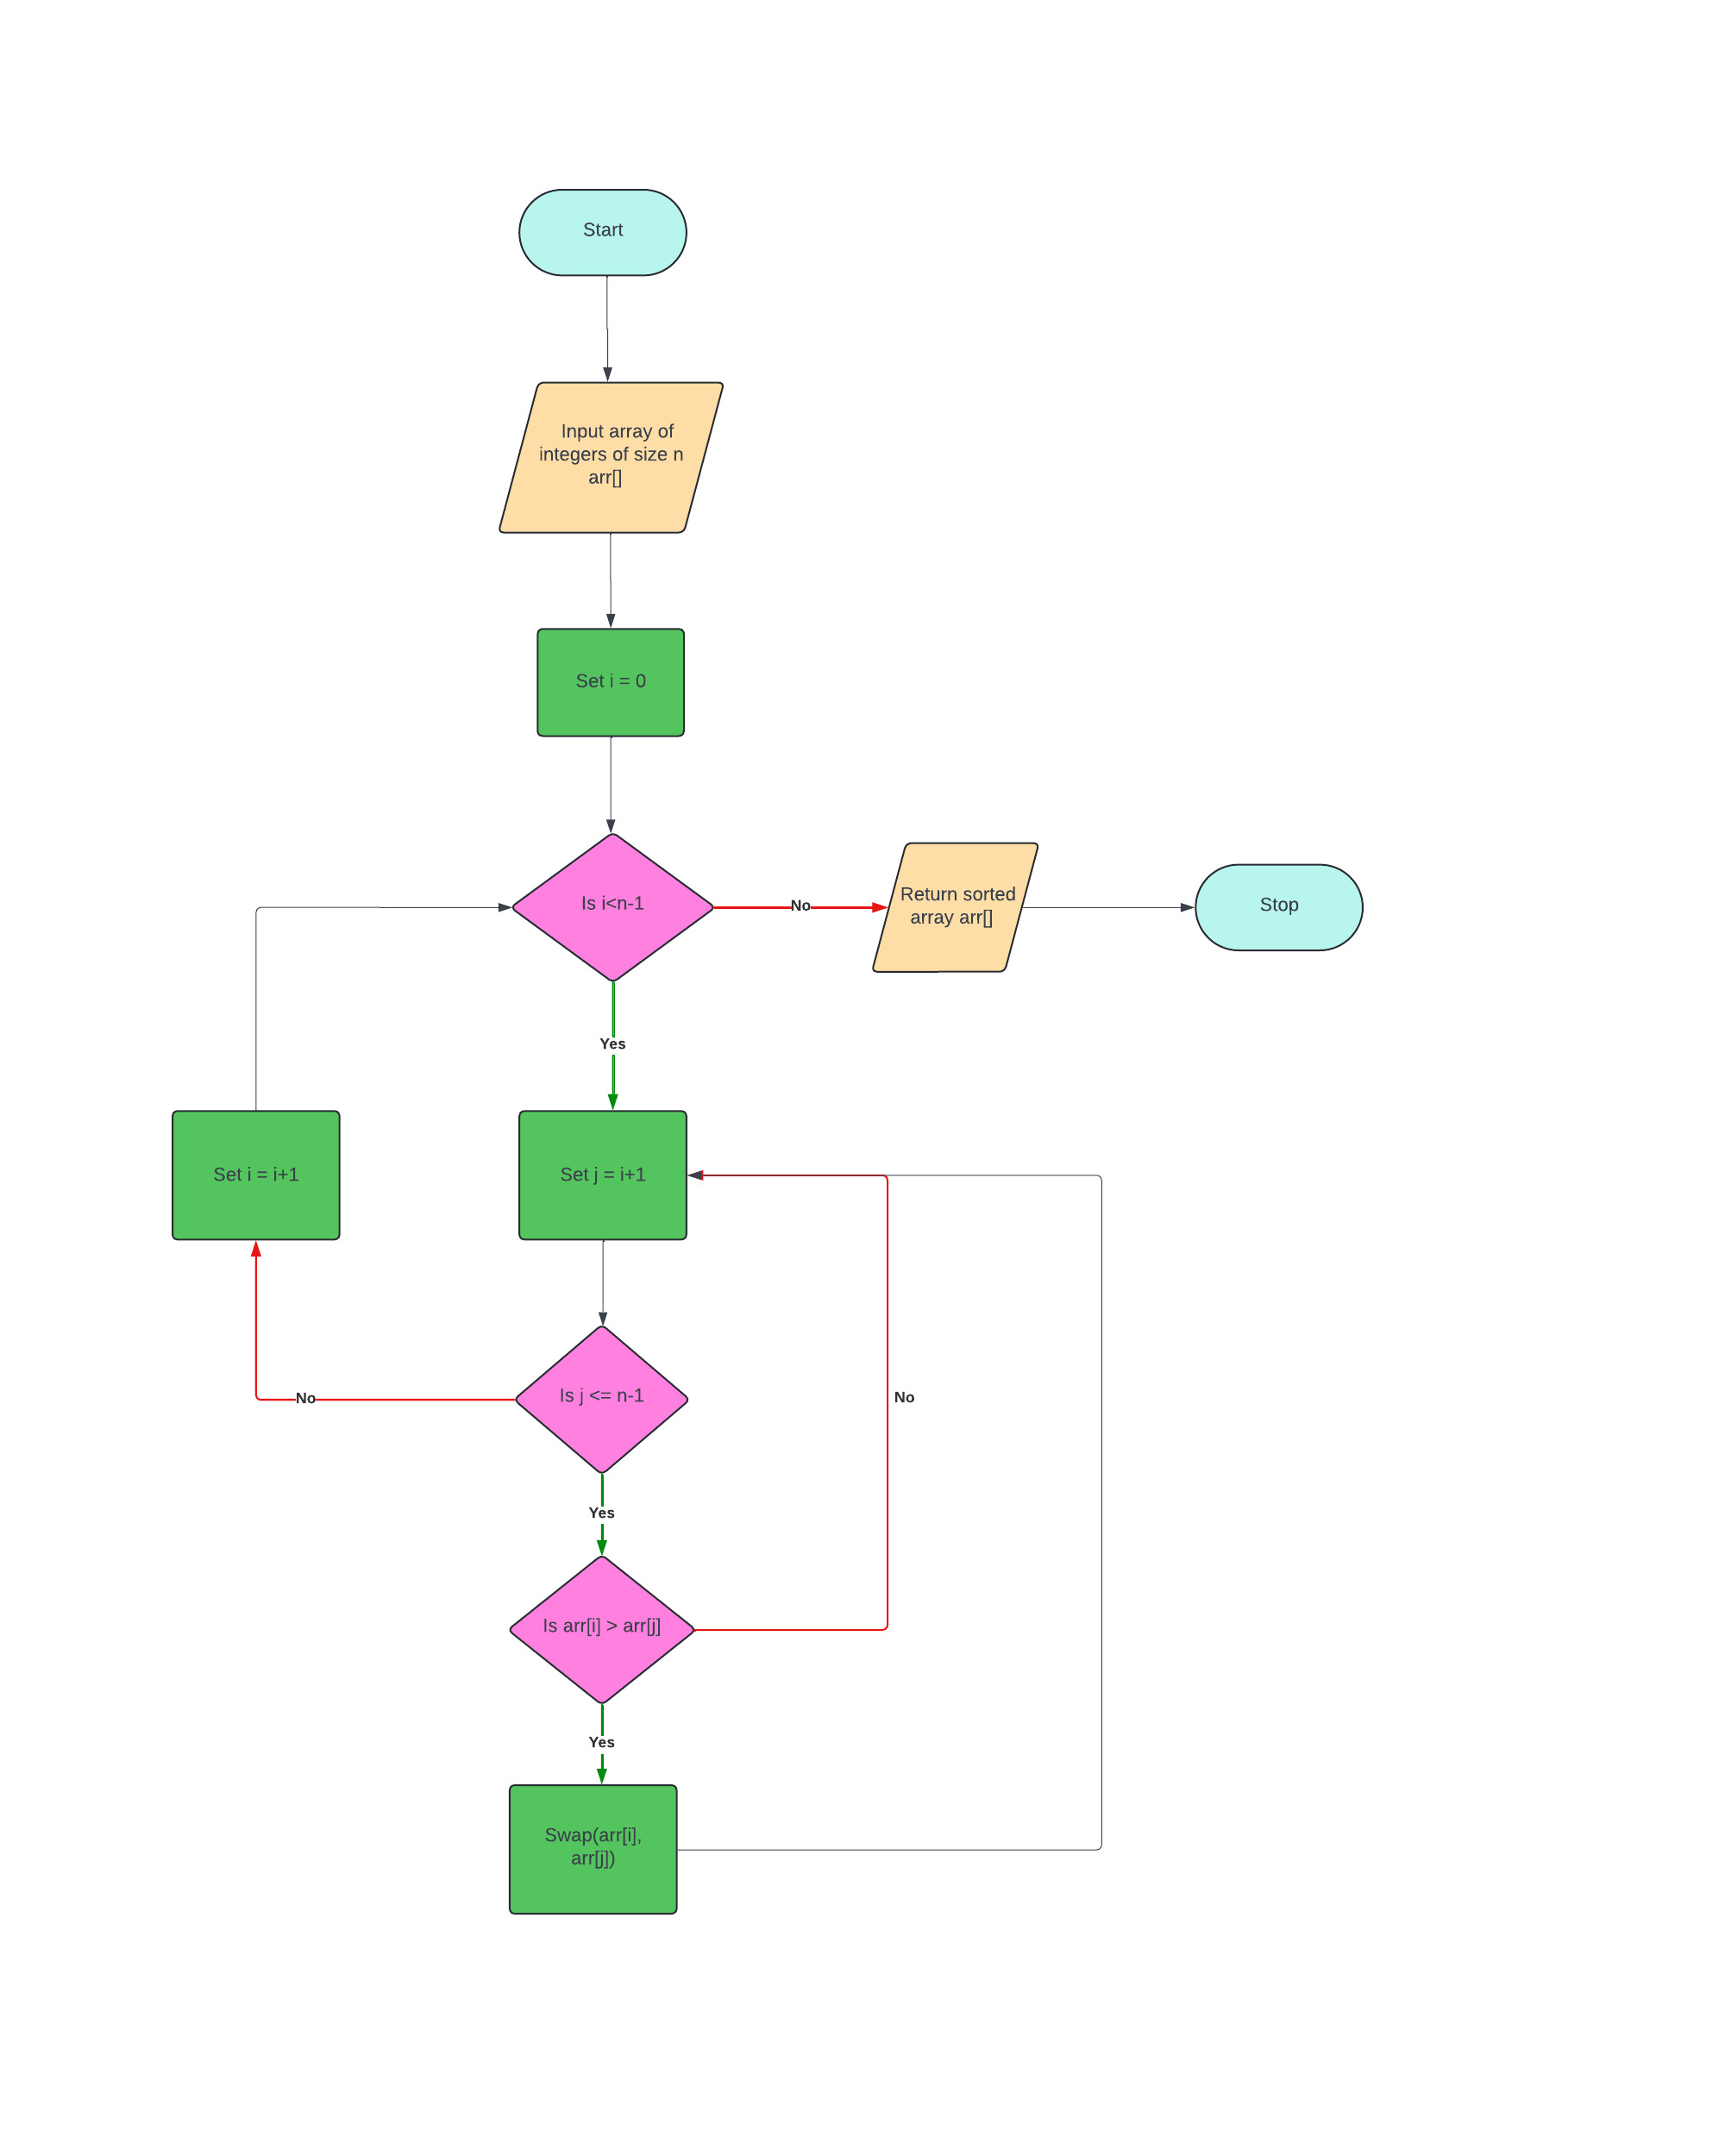 Start
Input array of
integers of size n
arr[]
Set i = 0
Is i<n-1
No
Return sorted
array arr[]
Stop
Yes
Set i = i+1
Set j = i+1
Is j <= n-1
No
No
Yes
Is arr[i] > arr[j]
Yes
Swap(arr[i],
arr[j])